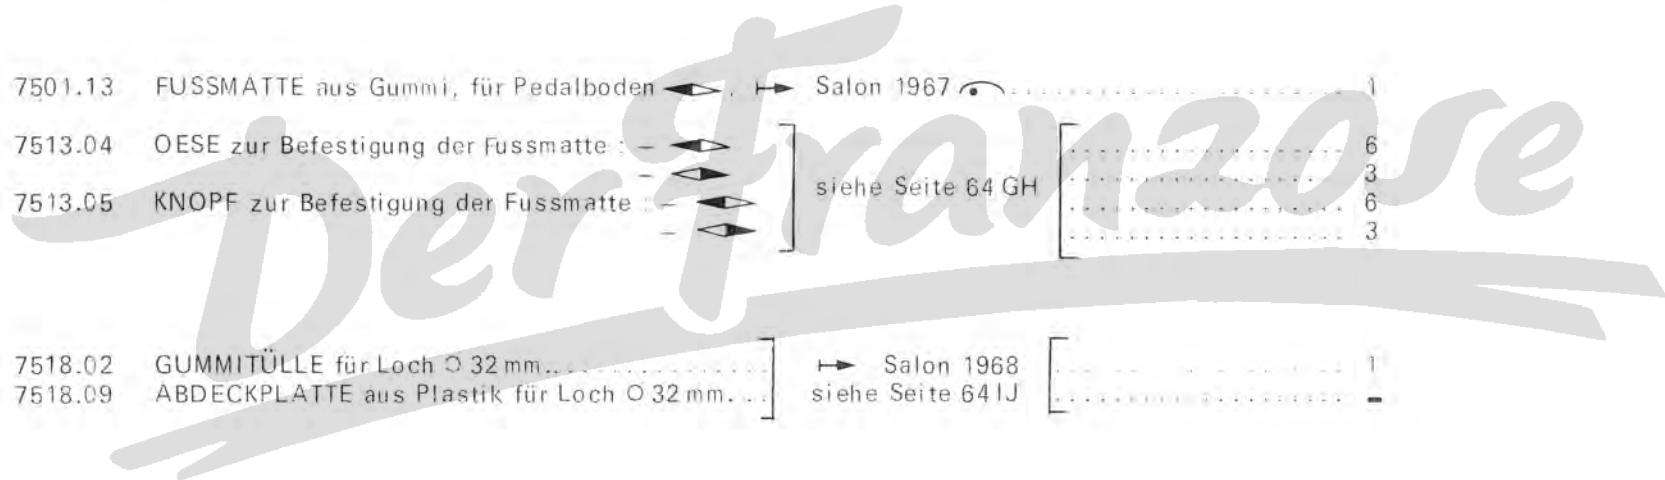 7501.13 FUSSMATTE aus Gummi, für Pedalboden Salon 1967 1
7513.04 OESE zur Befestigung der Fussmatte : – 6
– 3
siehe Seite 64 GH
7513.05 KNOPF zur Befestigung der Fussmatte : – 6
– 3
7518.02 GUMMITÜLLE für Loch O 32 mm Salon 1968 1
7518.09 ABDECKPLATTE aus Plastik für Loch O 32 mm siehe Seite 64 IJ –
Der Franzose